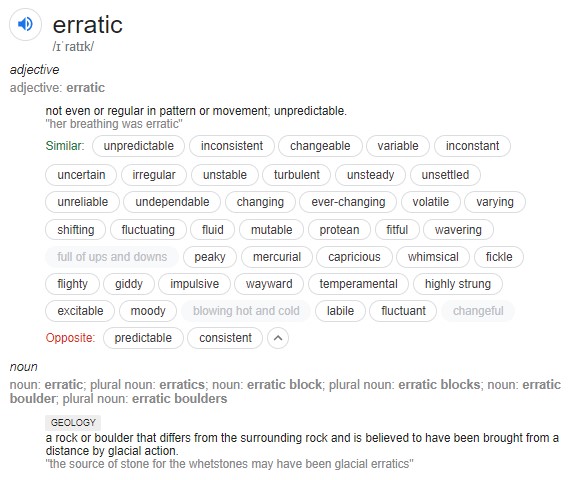 erratic
/ɪˈratɪk/
adjective
adjective: erratic
not even or regular in pattern or movement; unpredictable.
"her breathing was erratic"
Similar: unpredictable inconsistent changeable variable inconstant
uncertain irregular unstable turbulent unsteady unsettled
unreliable undependable changing ever-changing volatile varying
shifting fluctuating fluid mutable protean fitful wavering
full of ups and downs peaky mercurial capricious whimsical fickle
flighty giddy impulsive wayward temperamental highly strung
excitable moody blowing hot and cold labile fluctuant changeful
Opposite: predictable consistent
noun
noun: erratic; plural noun: erratics; noun: erratic block; plural noun: erratic blocks; noun: erratic
boulder; plural noun: erratic boulders
GEOLOGY
a rock or boulder that differs from the surrounding rock and is believed to have been brought from a
distance by glacial action.
"the source of stone for the whetstones may have been glacial erratics"